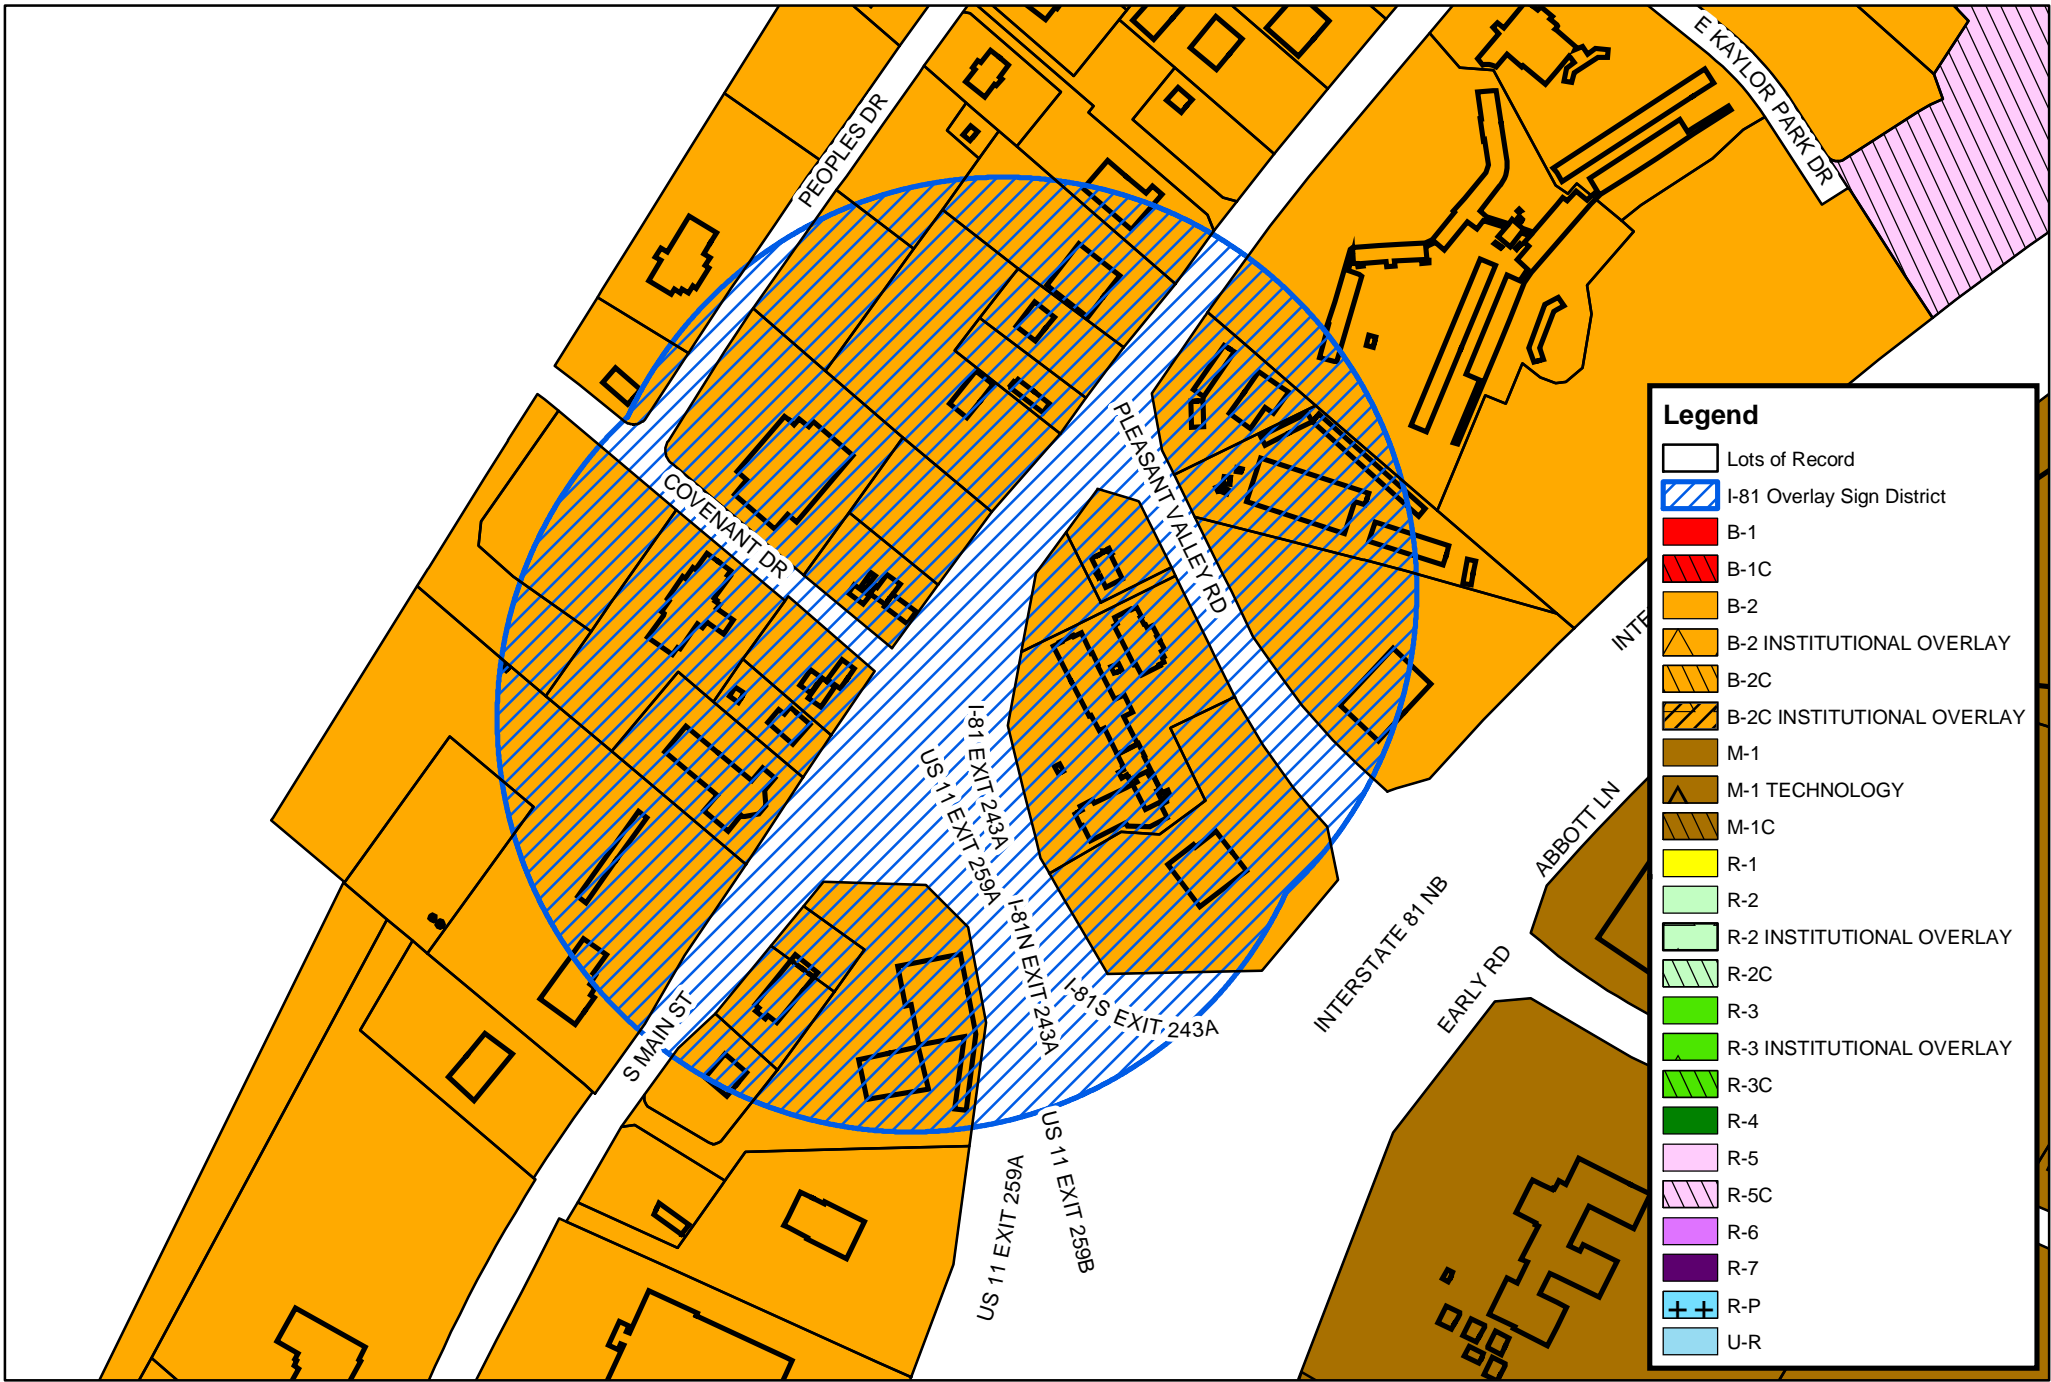 E KAYLOR PARK DR
PEOPLES DR
PLEASANT VALLEY RD
COVENANT DR
I-81 EXIT 243A
US 11 EXIT 259A
I-81N EXIT 243A
I-81S EXIT 243A
S MAIN ST
INTERSTATE 81 NB
EARLY RD
ABBOTT LN
INTE
US 11 EXIT 259A
US 11 EXIT 259B
Legend
Lots of Record
I-81 Overlay Sign District
B-1
B-1C
B-2
B-2 INSTITUTIONAL OVERLAY
B-2C
B-2C INSTITUTIONAL OVERLAY
M-1
M-1 TECHNOLOGY
M-1C
R-1
R-2
R-2 INSTITUTIONAL OVERLAY
R-2C
R-3
R-3 INSTITUTIONAL OVERLAY
R-3C
R-4
R-5
R-5C
R-6
R-7
R-P
U-R